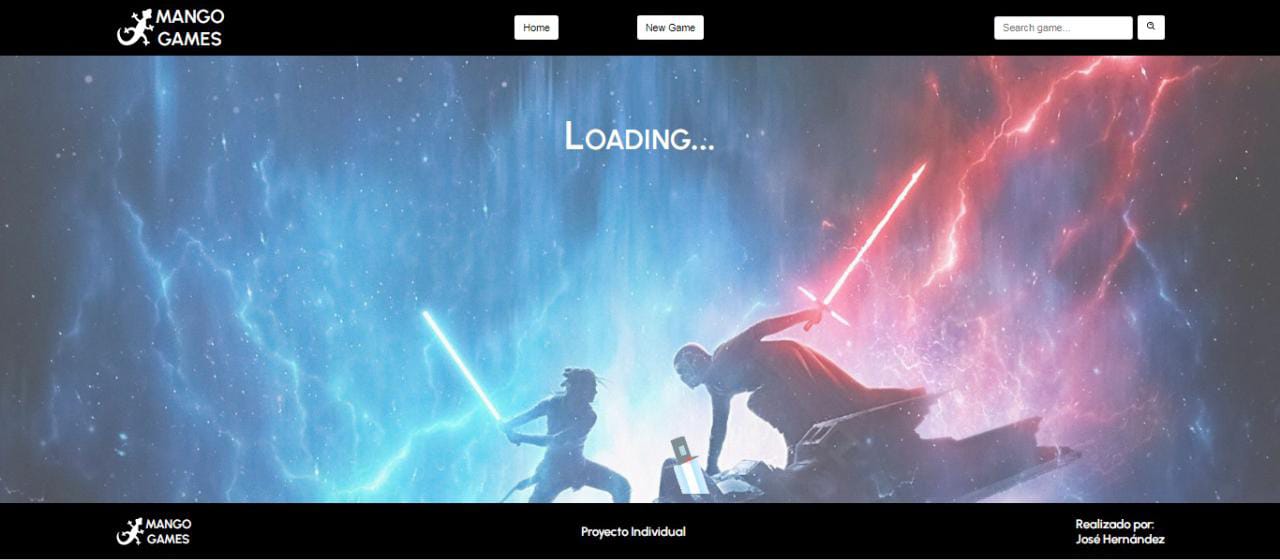 MANGO
GAMES
Home
New Game
Search game...
Loading...
MANGO
GAMES
Proyecto Individual
Realizado por:
José Hernández